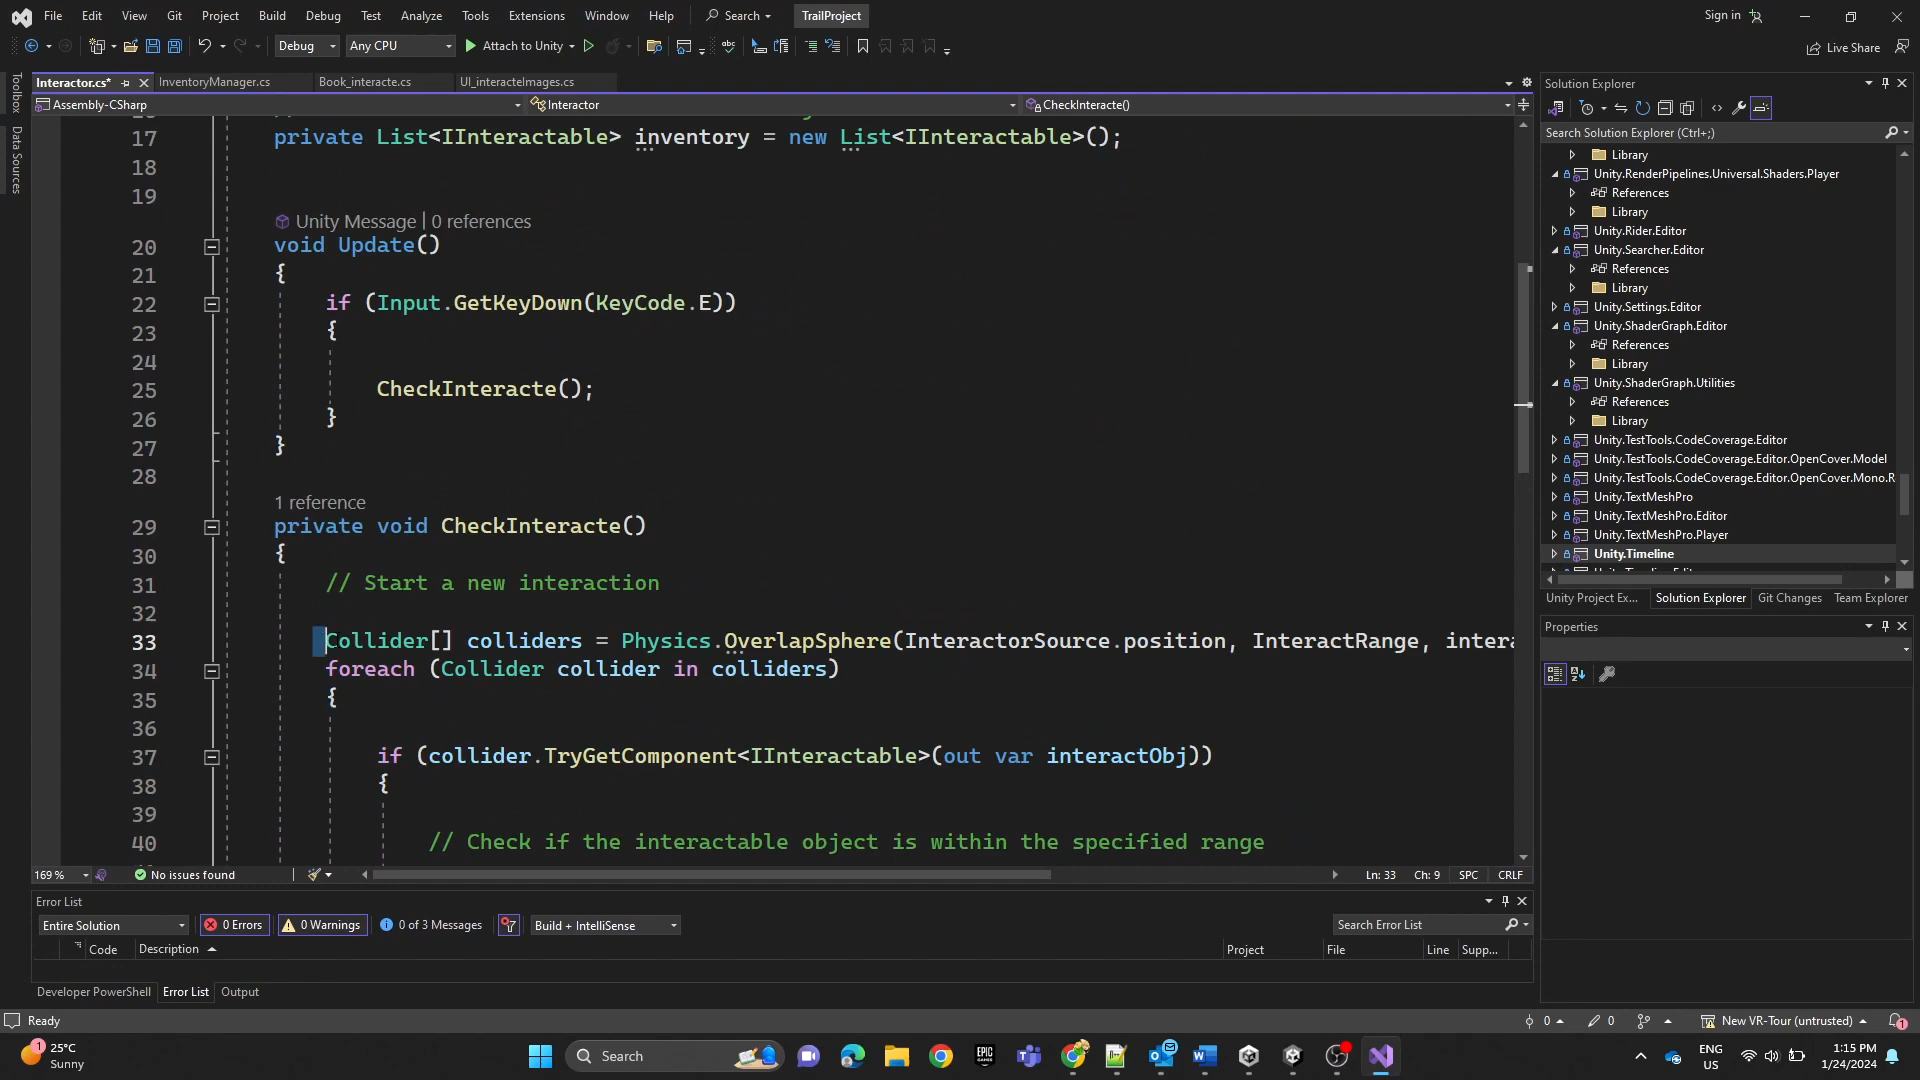 File Edit View Git Project Build Debug Test Analyze Tools Extensions Window Help Search TrailProject Sign in
Debug Any CPU Attach to Unity Live Share
Interactor.cs* InventoryManager.cs Book_interacte.cs UI_interacteImages.cs
Assembly-CSharp Interactor CheckInteracte()
17 private List<IInteractable> inventory = new List<IInteractable>();
18
19
Unity Message | 0 references
20 void Update()
21 {
22 if (Input.GetKeyDown(KeyCode.E))
23 {
24
25 CheckInteracte();
26 }
27 }
28
1 reference
29 private void CheckInteracte()
30 {
31 // Start a new interaction
32
33 Collider[] colliders = Physics.OverlapSphere(InteractorSource.position, InteractRange, intera
34 foreach (Collider collider in colliders)
35 {
36
37 if (collider.TryGetComponent<IInteractable>(out var interactObj))
38 {
39
40 // Check if the interactable object is within the specified range
169 % No issues found Ln: 33 Ch: 9 SPC CRLF
Error List
Entire Solution 0 Errors 0 Warnings 0 of 3 Messages Build + IntelliSense Search Error List
Code Description Project File Line Supp...
Developer PowerShell Error List Output
Toolbox
Data Sources
Solution Explorer
Search Solution Explorer (Ctrl+;)
Library
Unity.RenderPipelines.Universal.Shaders.Player
References
Library
Unity.Rider.Editor
Unity.Searcher.Editor
References
Library
Unity.Settings.Editor
Unity.ShaderGraph.Editor
References
Library
Unity.ShaderGraph.Utilities
References
Library
Unity.TestTools.CodeCoverage.Editor
Unity.TestTools.CodeCoverage.Editor.OpenCover.Model
Unity.TestTools.CodeCoverage.Editor.OpenCover.Mono.R
Unity.TextMeshPro
Unity.TextMeshPro.Editor
Unity.TextMeshPro.Player
Unity.Timeline
Unity Project Ex... Solution Explorer Git Changes Team Explorer
Properties
Ready 0 0 New VR-Tour (untrusted) 1
1 25°C
Sunny
Search
EPIC GAMES
ENG
US
1:15 PM
1/24/2024